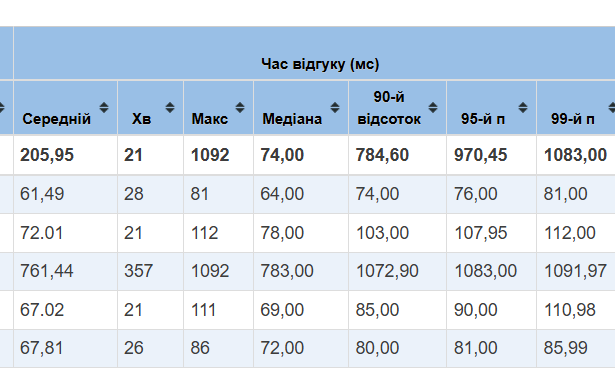 Час відгуку (мс)
Середній Хв Макс Медіана 90-й відсоток 95-й п 99-й п
205,95 21 1092 74,00 784,60 970,45 1083,00
61,49 28 81 64,00 74,00 76,00 81,00
72.01 21 112 78,00 103,00 107,95 112,00
761,44 357 1092 783,00 1072,90 1083,00 1091,97
67.02 21 111 69,00 85,00 90,00 110,98
67,81 26 86 72,00 80,00 81,00 85,99